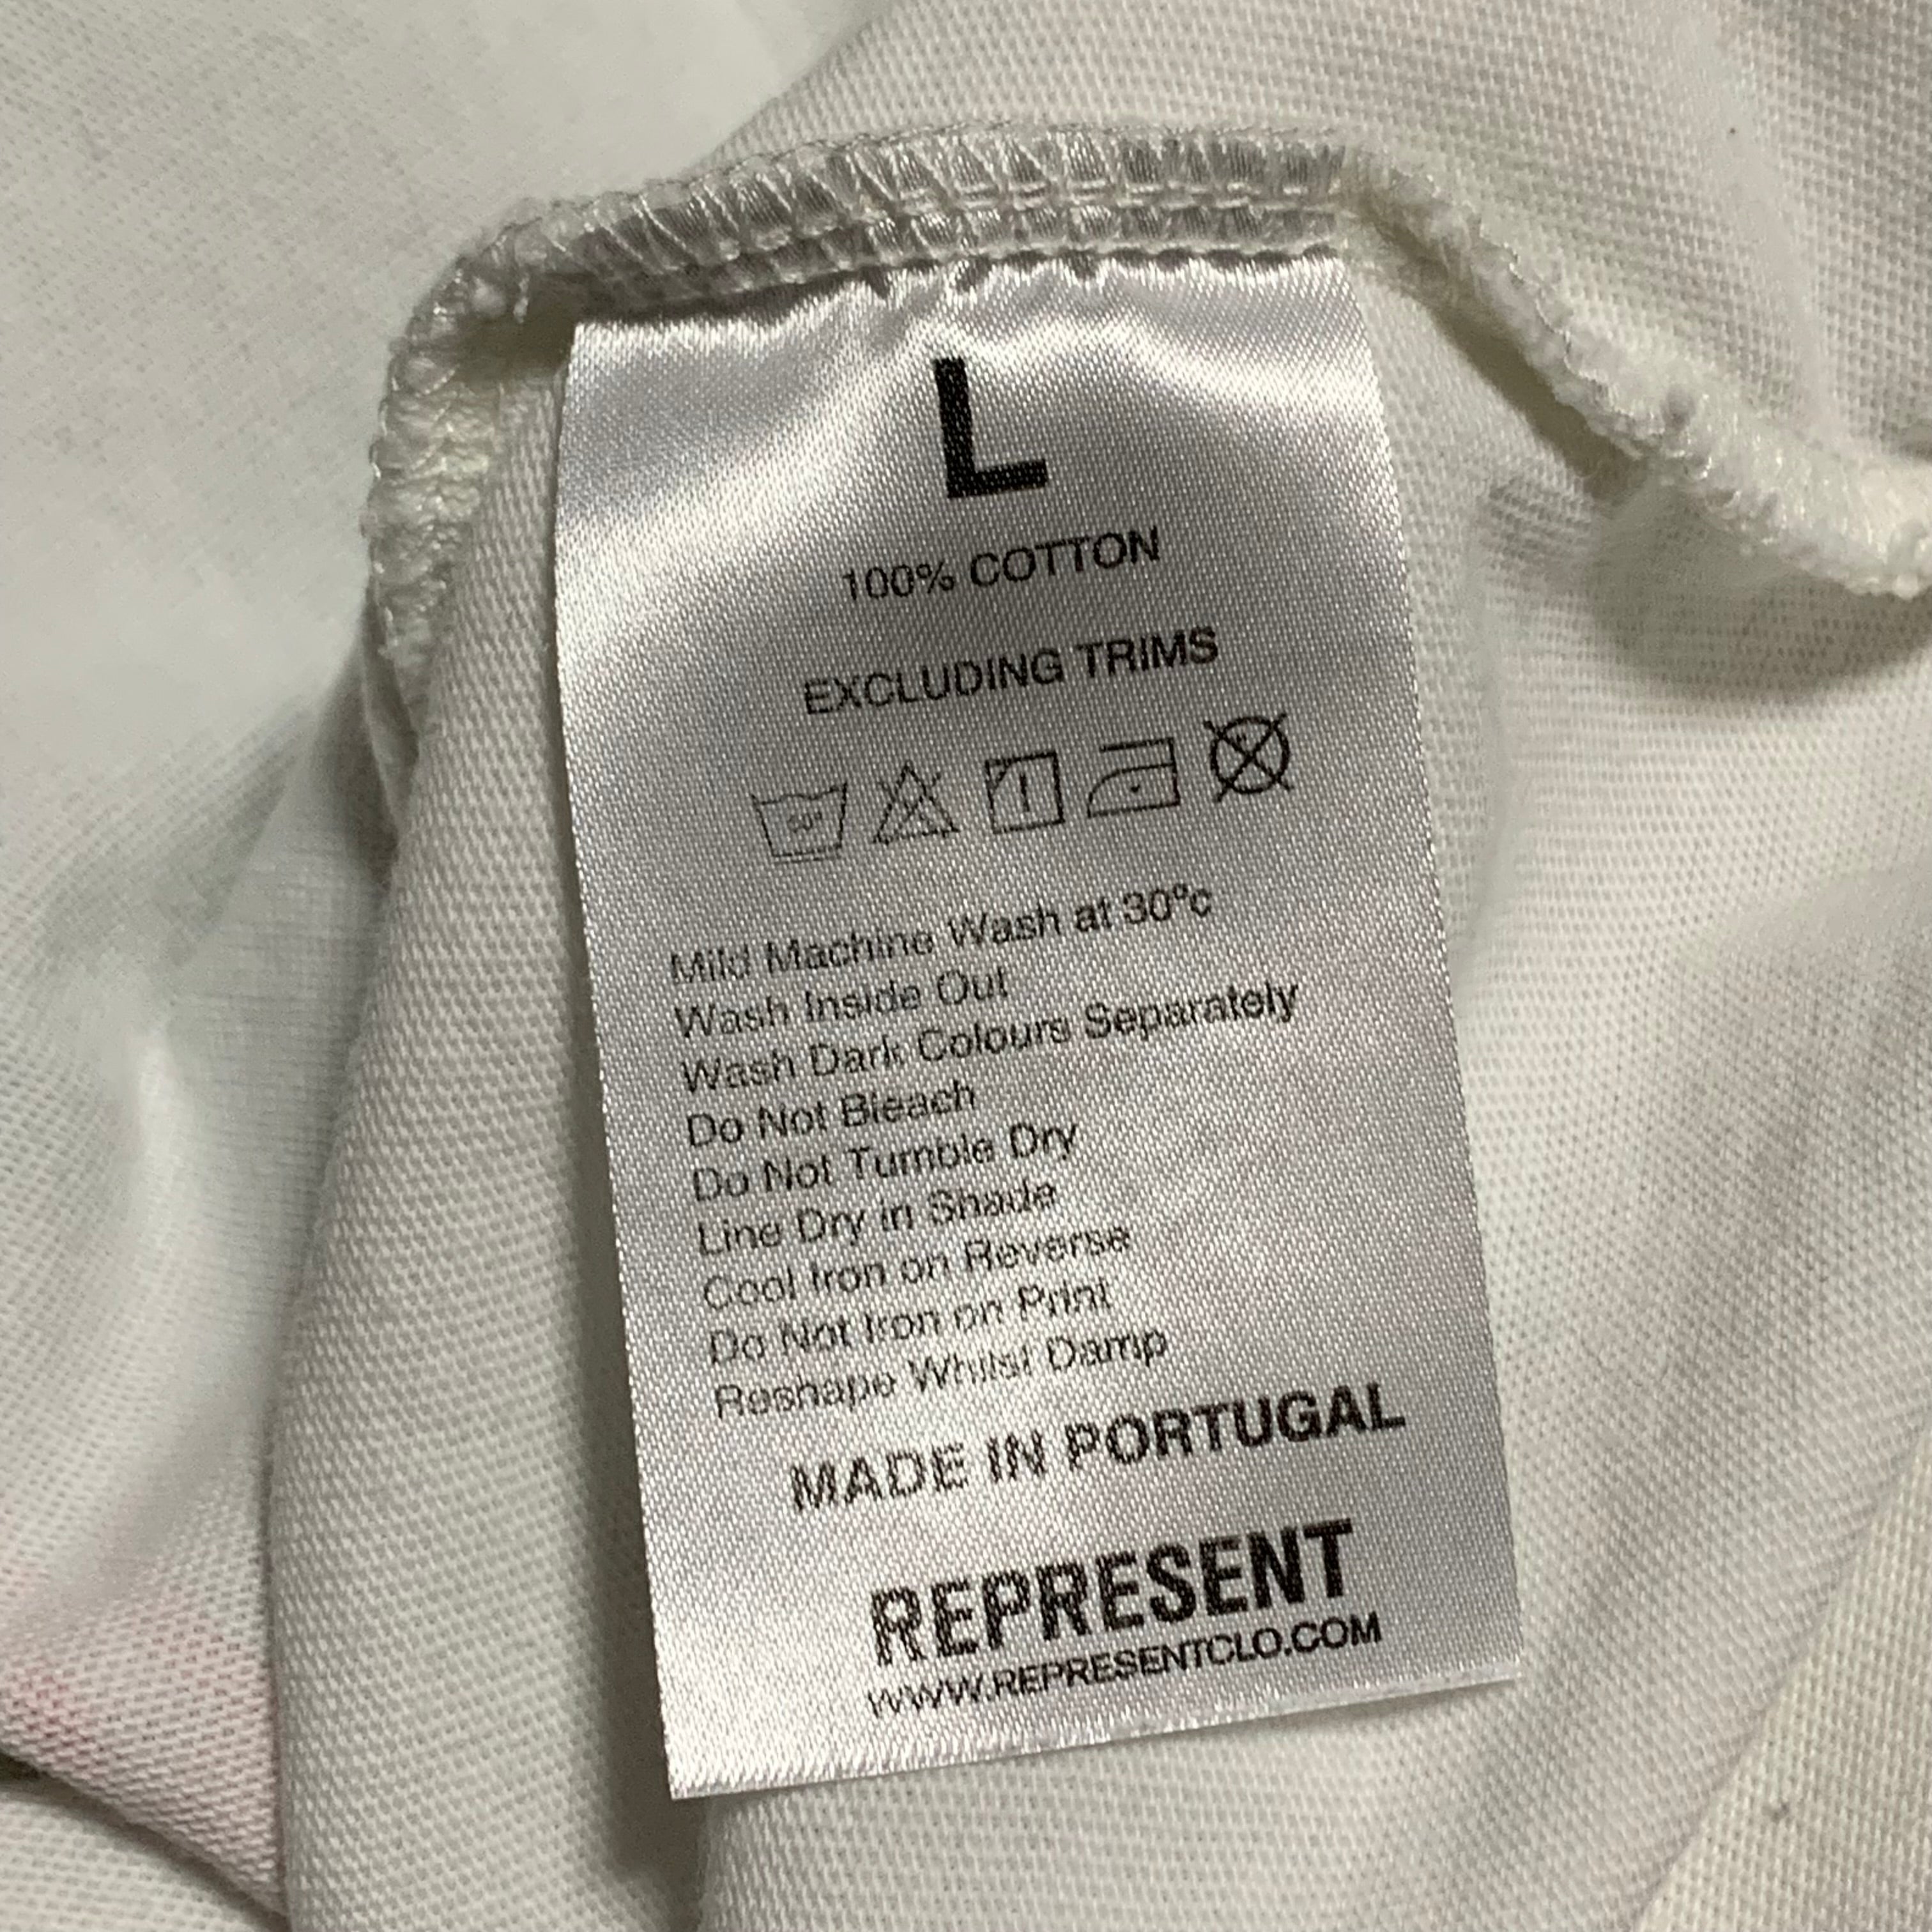 L
100% COTTON
EXCLUDING TRIMS
30°
Mild Machine Wash at 30ºc
Wash Inside Out
Wash Dark Colours Separately
Do Not Bleach
Do Not Tumble Dry
Line Dry in Shade
Cool Iron on Reverse
Do Not Iron on Print
Reshape Whilst Damp
MADE IN PORTUGAL
REPRESENT
WWW.REPRESENTCLO.COM